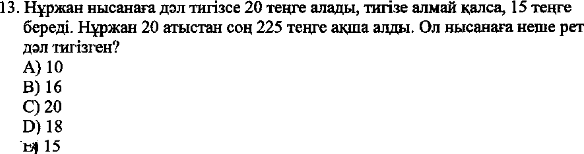 13. Нұржан нысанаға дәл тигізсе 20 теңге алады, тигізе алмай қалса, 15 теңге
береді. Нұржан 20 атыстан соң 225 теңге ақша алды. Ол нысанаға неше рет
дәл тигізген?
A) 10
B) 16
C) 20
D) 18
E) 15